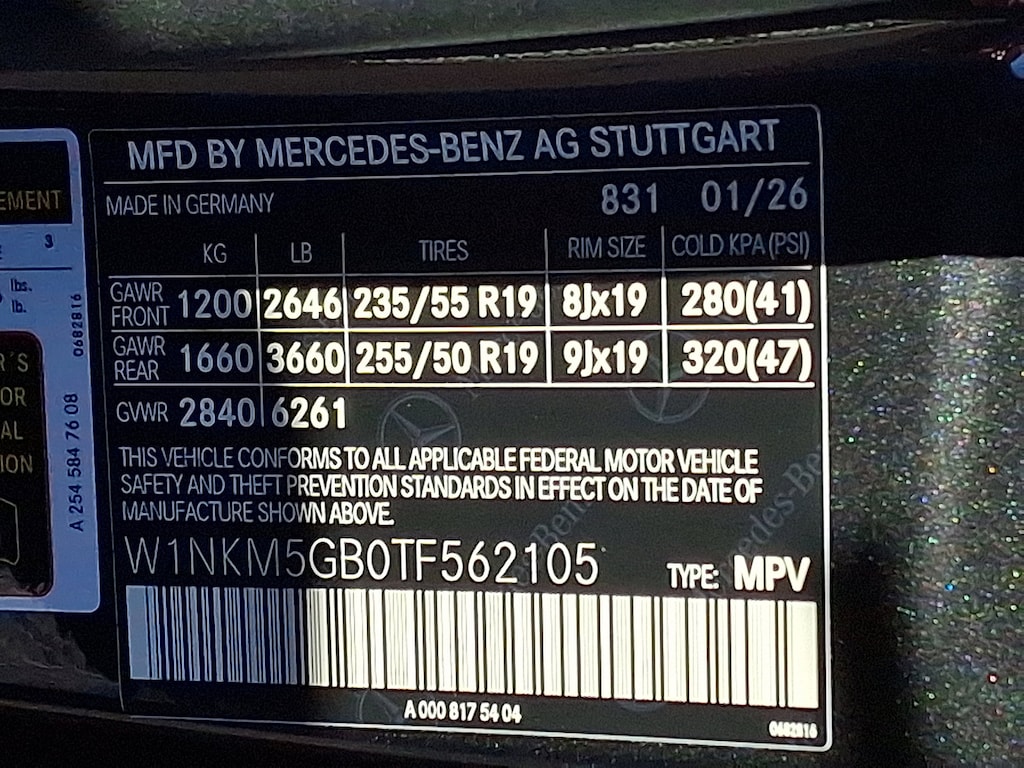 MFD BY MERCEDES-BENZ AG STUTTGART
MADE IN GERMANY 831 01/26
KG LB TIRES RIM SIZE COLD KPA (PSI)
GAWR FRONT 1200 2646 235/55 R19 8Jx19 280(41)
GAWR REAR 1660 3660 255/50 R19 9Jx19 320(47)
GVWR 2840 6261
THIS VEHICLE CONFORMS TO ALL APPLICABLE FEDERAL MOTOR VEHICLE
SAFETY AND THEFT PREVENTION STANDARDS IN EFFECT ON THE DATE OF
MANUFACTURE SHOWN ABOVE.
W1NKM5GB0TF562105 TYPE: MPV
A 000 817 54 04
0682816
EMENT
3
lbs.
lb.
0682816
R'S
OR
AL
ION
A 254 584 76 08